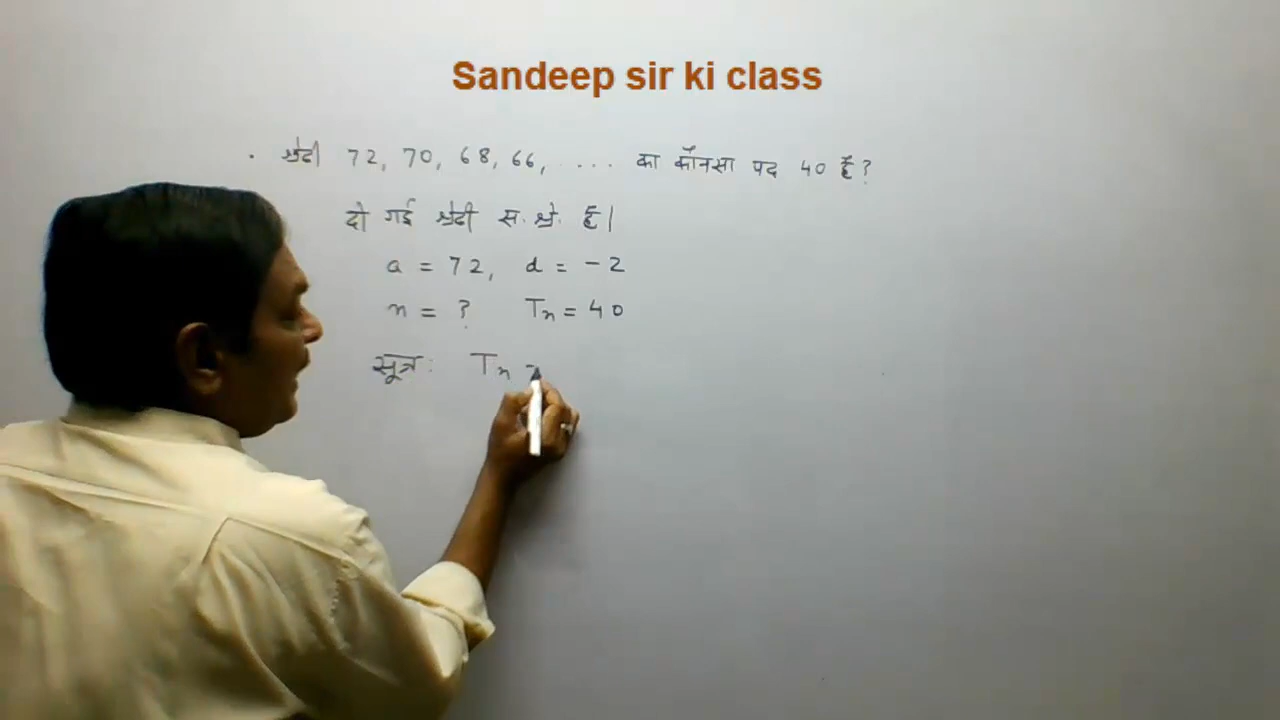 Sandeep sir ki class
. श्रेढी 72, 70, 68, 66, .... का कौनसा पद 40 है?
दी गई श्रेढी स. श्रे. है।
a = 72, d = -2
n = ? Tn = 40
सूत्र: Tn =